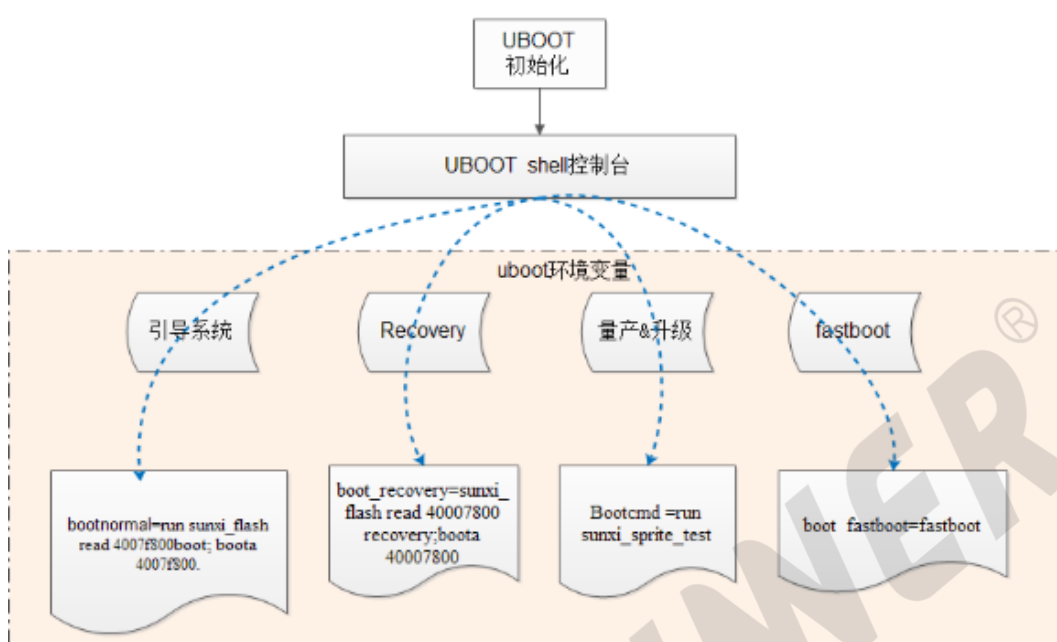 UBOOT
初始化
UBOOT shell控制台
uboot环境变量
引导系统
Recovery
量产&升级
fastboot
bootnormal=run sunxi_flash
read 4007f800boot; boota
4007f800.
boot_recovery=sunxi_
flash read 40007800
recovery;boota
40007800
Bootcmd =run
sunxi_sprite_test
boot_fastboot=fastboot
WNER®